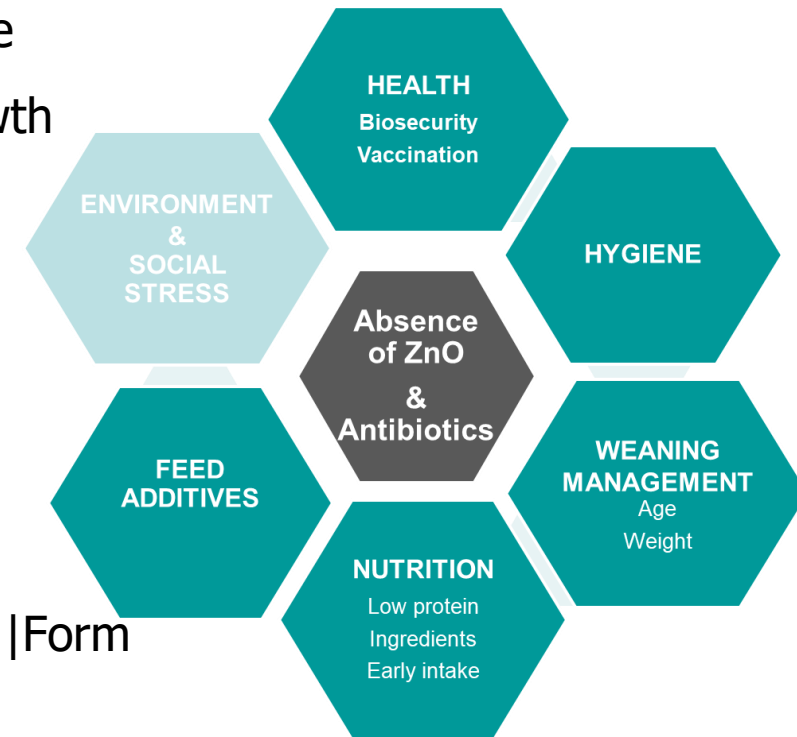 HEALTH
Biosecurity
Vaccination
ENVIRONMENT
&
SOCIAL
STRESS
HYGIENE
Absence
of ZnO
&
Antibiotics
FEED
ADDITIVES
WEANING
MANAGEMENT
Age
Weight
NUTRITION
Low protein
Ingredients
Early intake
|Form